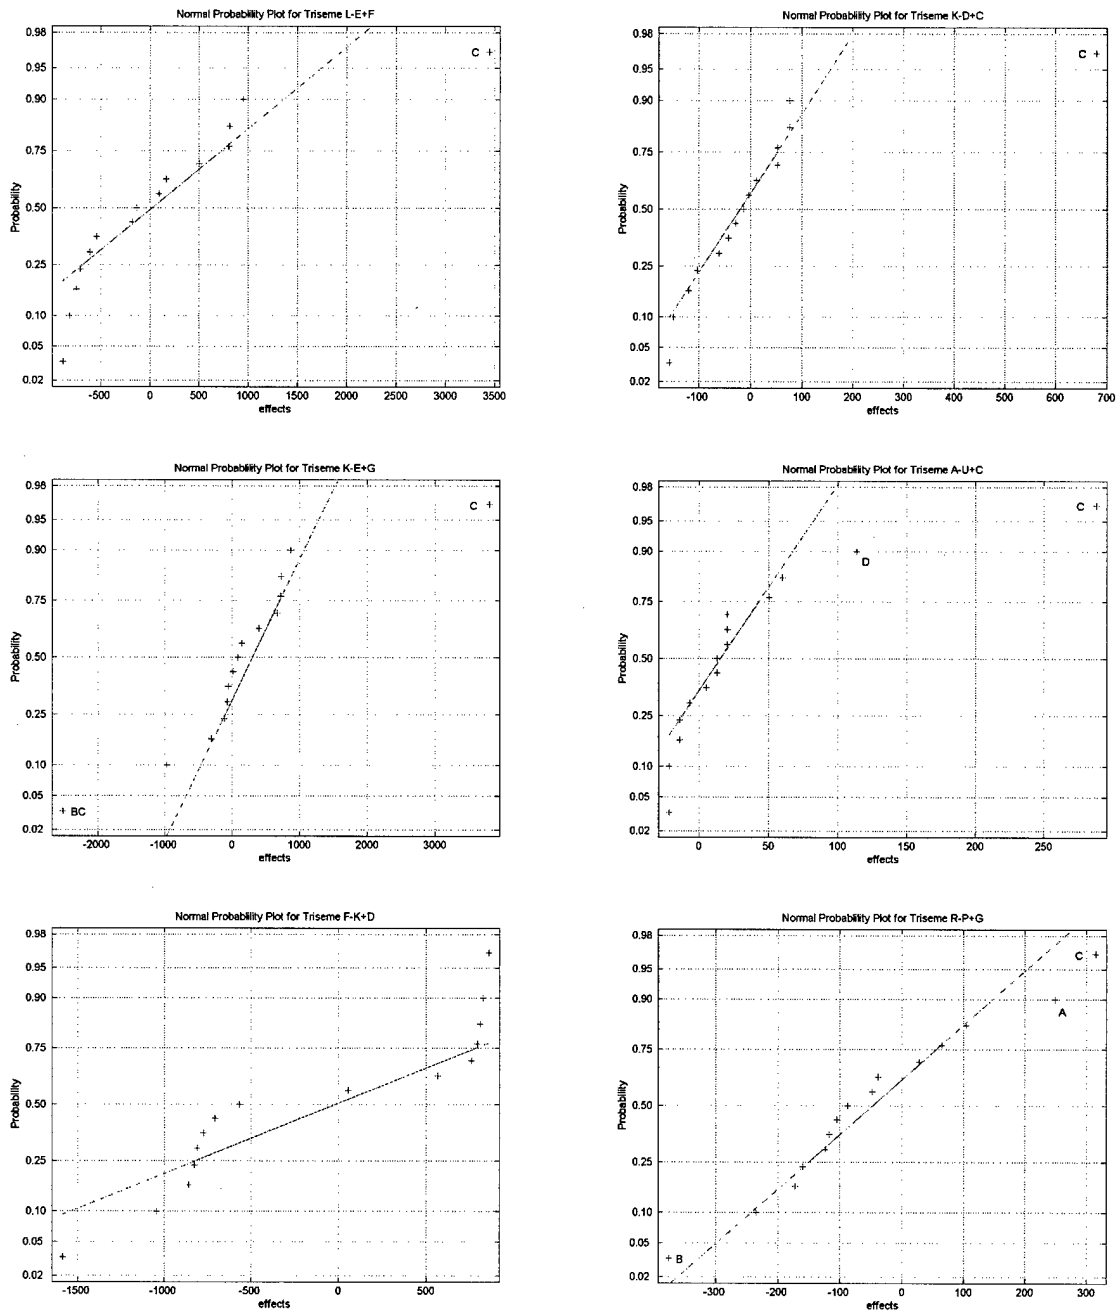 Normal Probability Plot for Triseme L-E+F
0.98
0.95
0.90
0.75
0.50
0.25
0.10
0.05
0.02
Probability
C
-500 0 500 1000 1500 2000 2500 3000 3500
effects
Normal Probability Plot for Triseme K-D+C
0.98
0.95
0.90
0.75
0.50
0.25
0.10
0.05
0.02
Probability
C
-100 0 100 200 300 400 500 600 700
effects
Normal Probability Plot for Triseme K-E+G
0.98
0.95
0.90
0.75
0.50
0.25
0.10
0.05
0.02
Probability
C
BC
-2000 -1000 0 1000 2000 3000
effects
Normal Probability Plot for Triseme A-U+C
0.98
0.95
0.90
0.75
0.50
0.25
0.10
0.05
0.02
Probability
C
D
0 50 100 150 200 250
effects
Normal Probability Plot for Triseme F-K+D
0.98
0.95
0.90
0.75
0.50
0.25
0.10
0.05
0.02
Probability
-1500 -1000 -500 0 500
effects
Normal Probability Plot for Triseme R-P+G
0.98
0.95
0.90
0.75
0.50
0.25
0.10
0.05
0.02
Probability
C
A
B
-300 -200 -100 0 100 200 300
effects